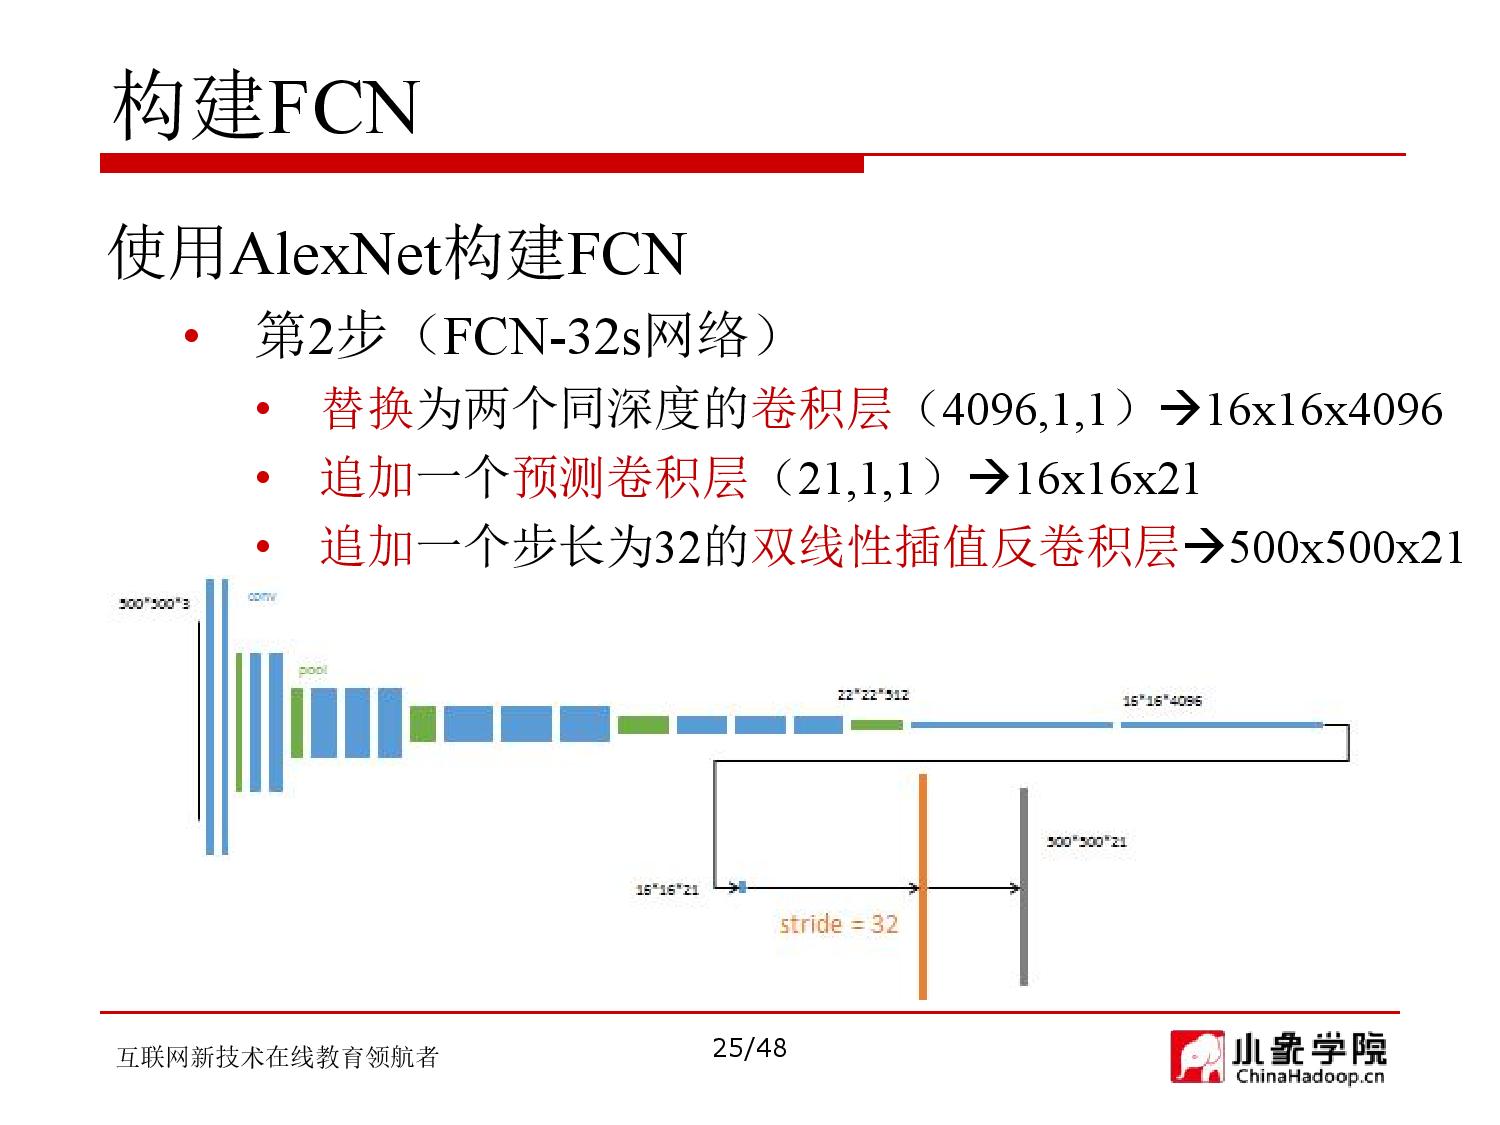 构建FCN
使用AlexNet构建FCN
• 第2步（FCN-32s网络）
• 替换为两个同深度的卷积层（4096,1,1）→16x16x4096
• 追加一个预测卷积层（21,1,1）→16x16x21
• 追加一个步长为32的双线性插值反卷积层→500x500x21
500*500*3
conv
pool
22*22*512
16*16*4096
500*500*21
16*16*21
stride = 32
互联网新技术在线教育领航者
25/48
小象学院
ChinaHadoop.cn